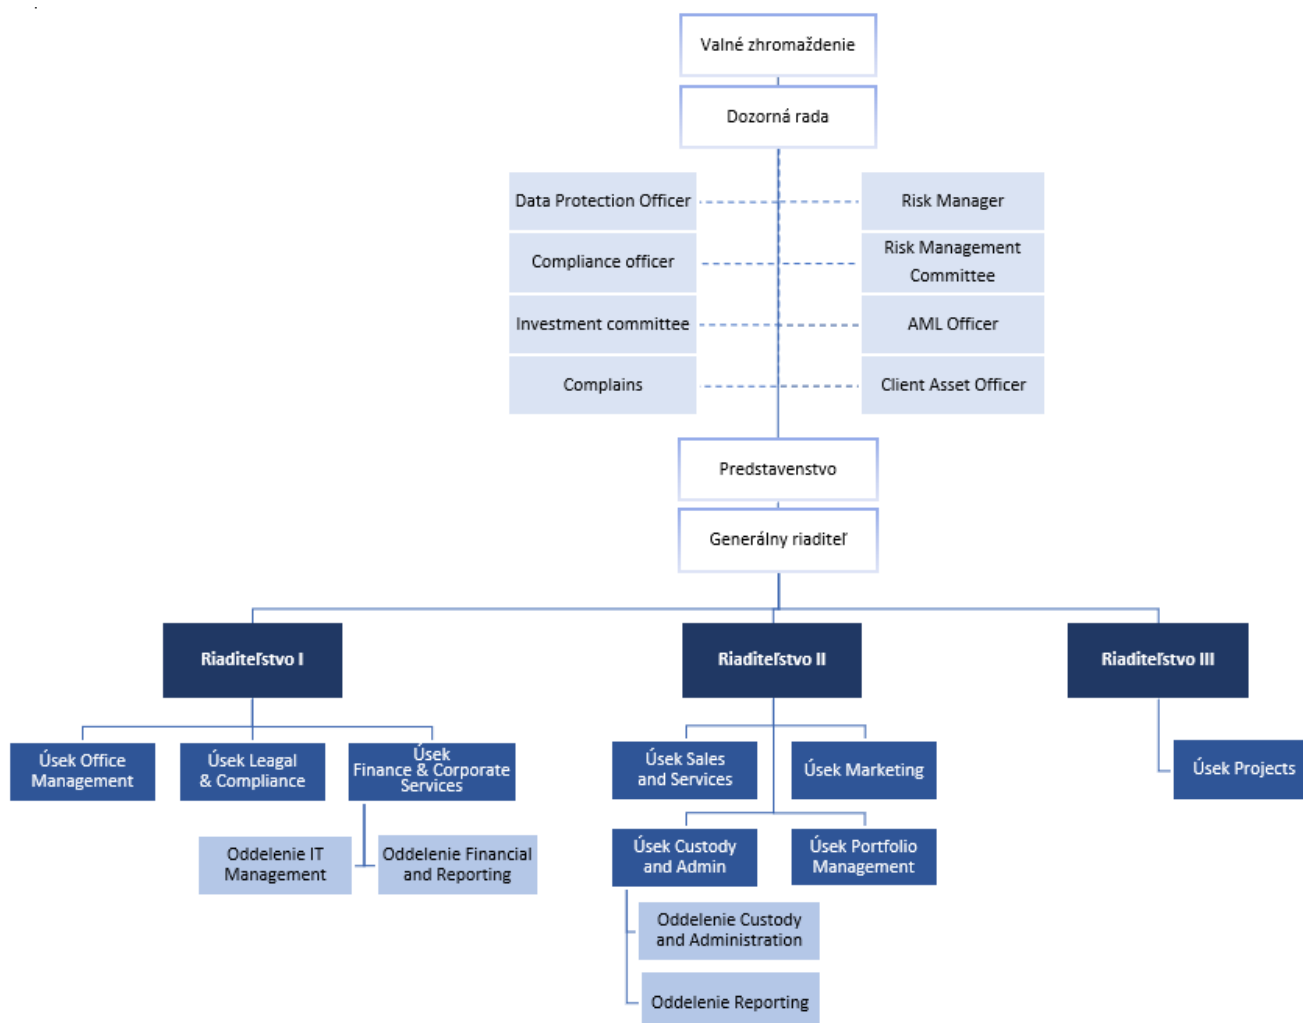 Valné zhromaždenie
Dozorná rada
Data Protection Officer
Risk Manager
Compliance officer
Risk Management
Committee
Investment committee
AML Officer
Complains
Client Asset Officer
Predstavenstvo
Generálny riaditeľ
Riaditeľstvo I
Riaditeľstvo II
Riaditeľstvo III
Úsek Office
Management
Úsek Leagal
& Compliance
Úsek
Finance & Corporate
Services
Úsek Sales
and Services
Úsek Marketing
Úsek Projects
Oddelenie IT
Management
Oddelenie Financial
and Reporting
Úsek Custody
and Admin
Úsek Portfolio
Management
Oddelenie Custody
and Administration
Oddelenie Reporting